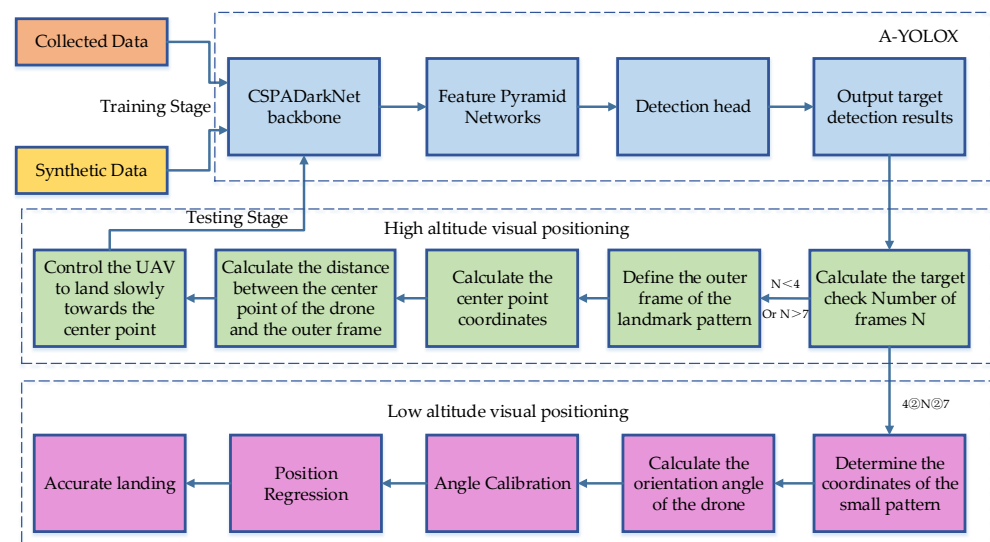 Collected Data
A-YOLOX
CSPADarkNet
backbone
Feature Pyramid
Networks
Detection head
Output target
detection results
Training Stage
Synthetic Data
Testing Stage
High altitude visual positioning
Control the UAV
to land slowly
towards the
center point
Calculate the distance
between the center
point of the drone
and the outer frame
Calculate the
center point
coordinates
Define the outer
frame of the
landmark pattern
N<4
Or N>7
Calculate the target
check Number of
frames N
4②N②7
Low altitude visual positioning
Accurate landing
Position
Regression
Angle Calibration
Calculate the
orientation angle
of the drone
Determine the
coordinates of the
small pattern